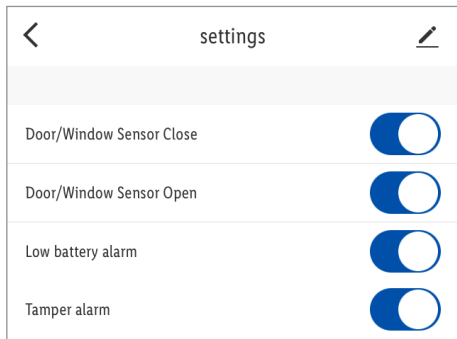 settings
Door/Window Sensor Close
Door/Window Sensor Open
Low battery alarm
Tamper alarm